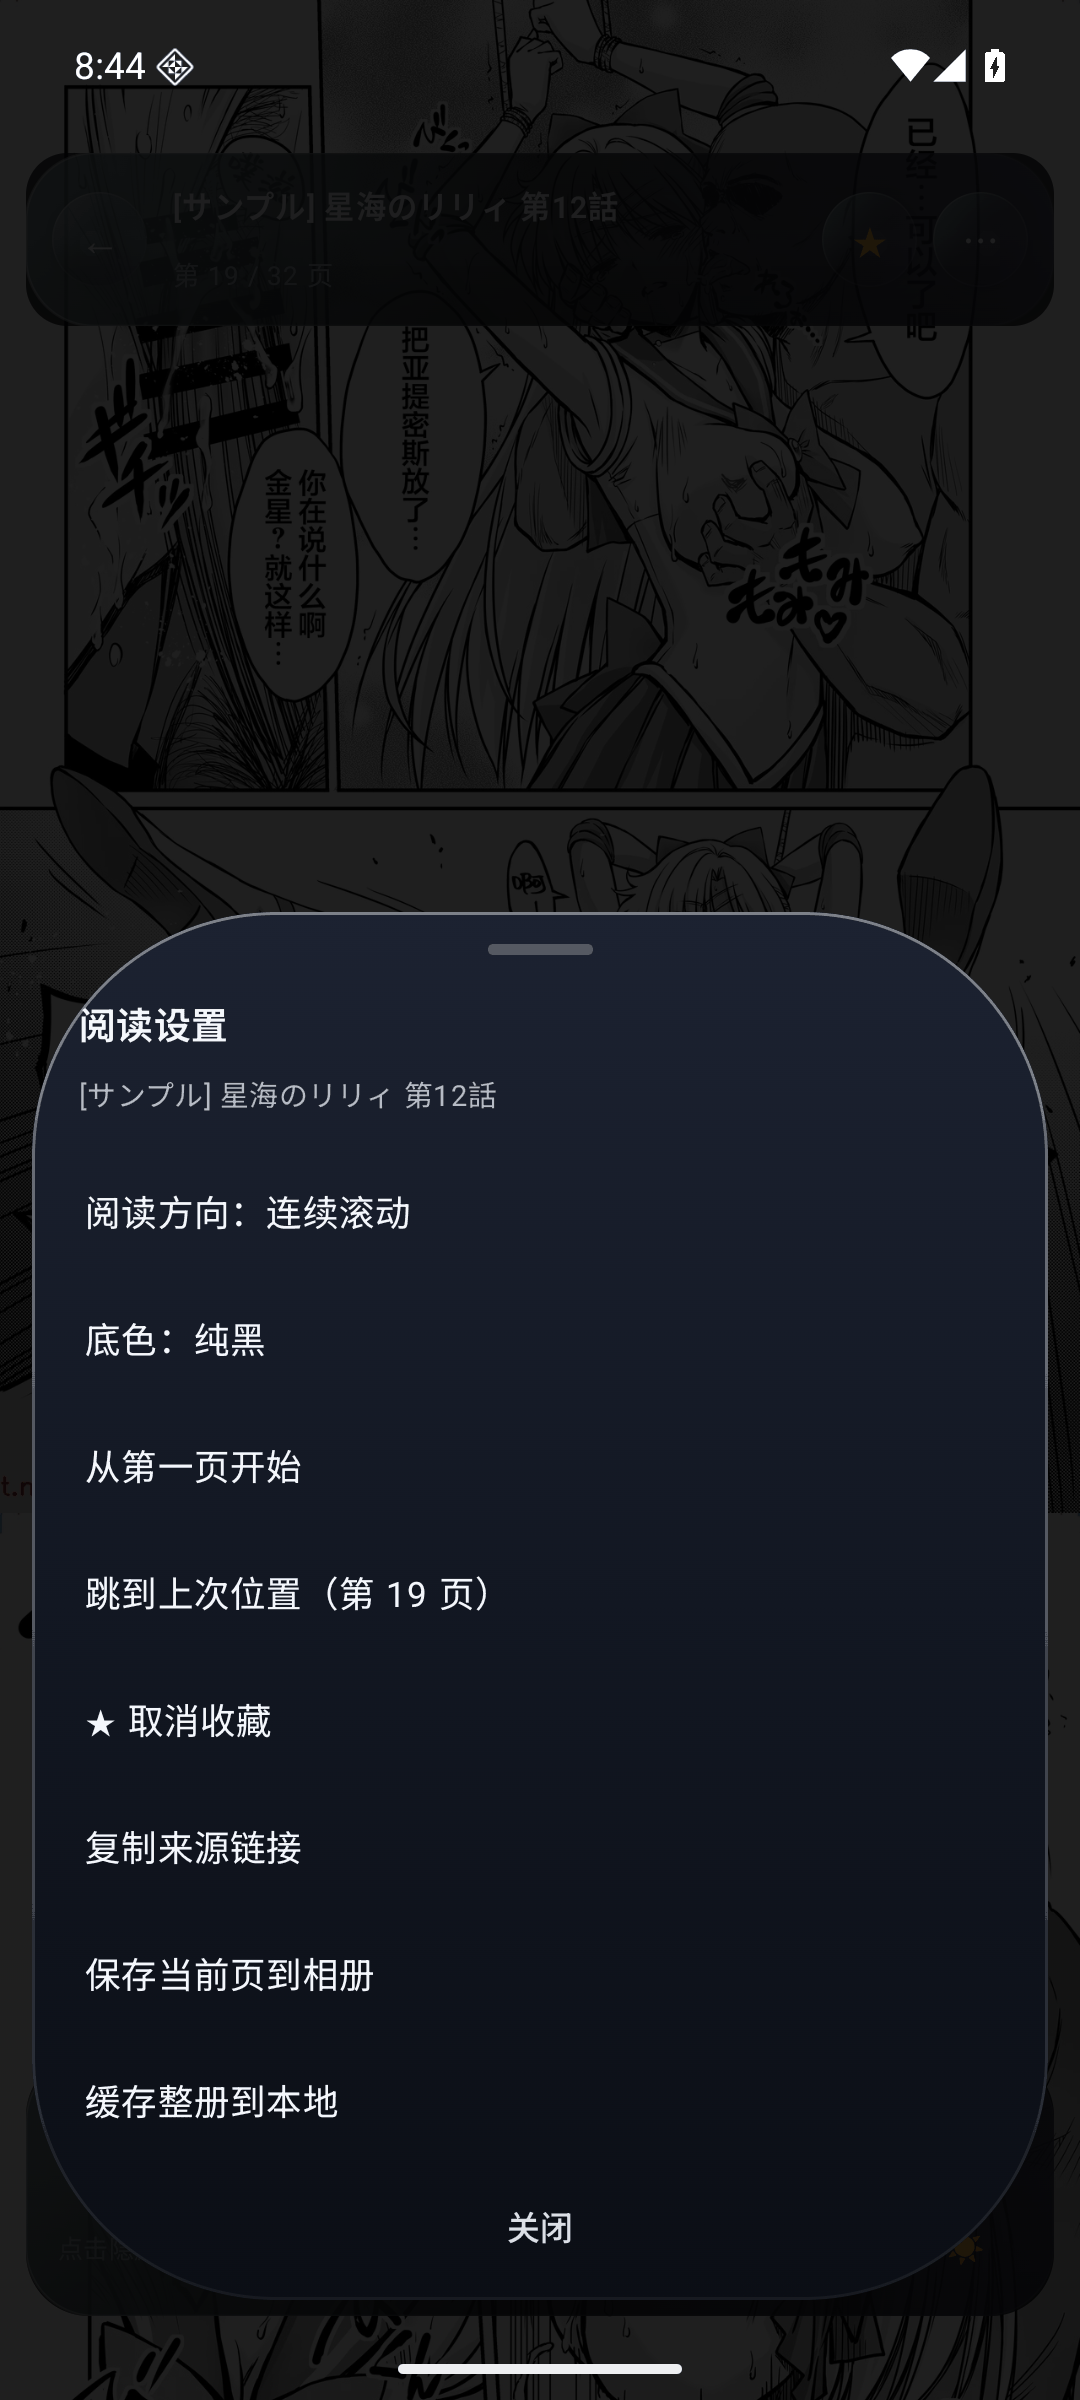 8:44
[サンプル] 星海のリリィ 第12話
第 19 / 32 页
已经…可以了吧
把亚提密斯放了…
你在说什么啊
金星？就这样…
阅读设置
[サンプル] 星海のリリィ 第12話
阅读方向：连续滚动
底色：纯黑
从第一页开始
跳到上次位置（第 19 页）
★ 取消收藏
复制来源链接
保存当前页到相册
缓存整册到本地
关闭